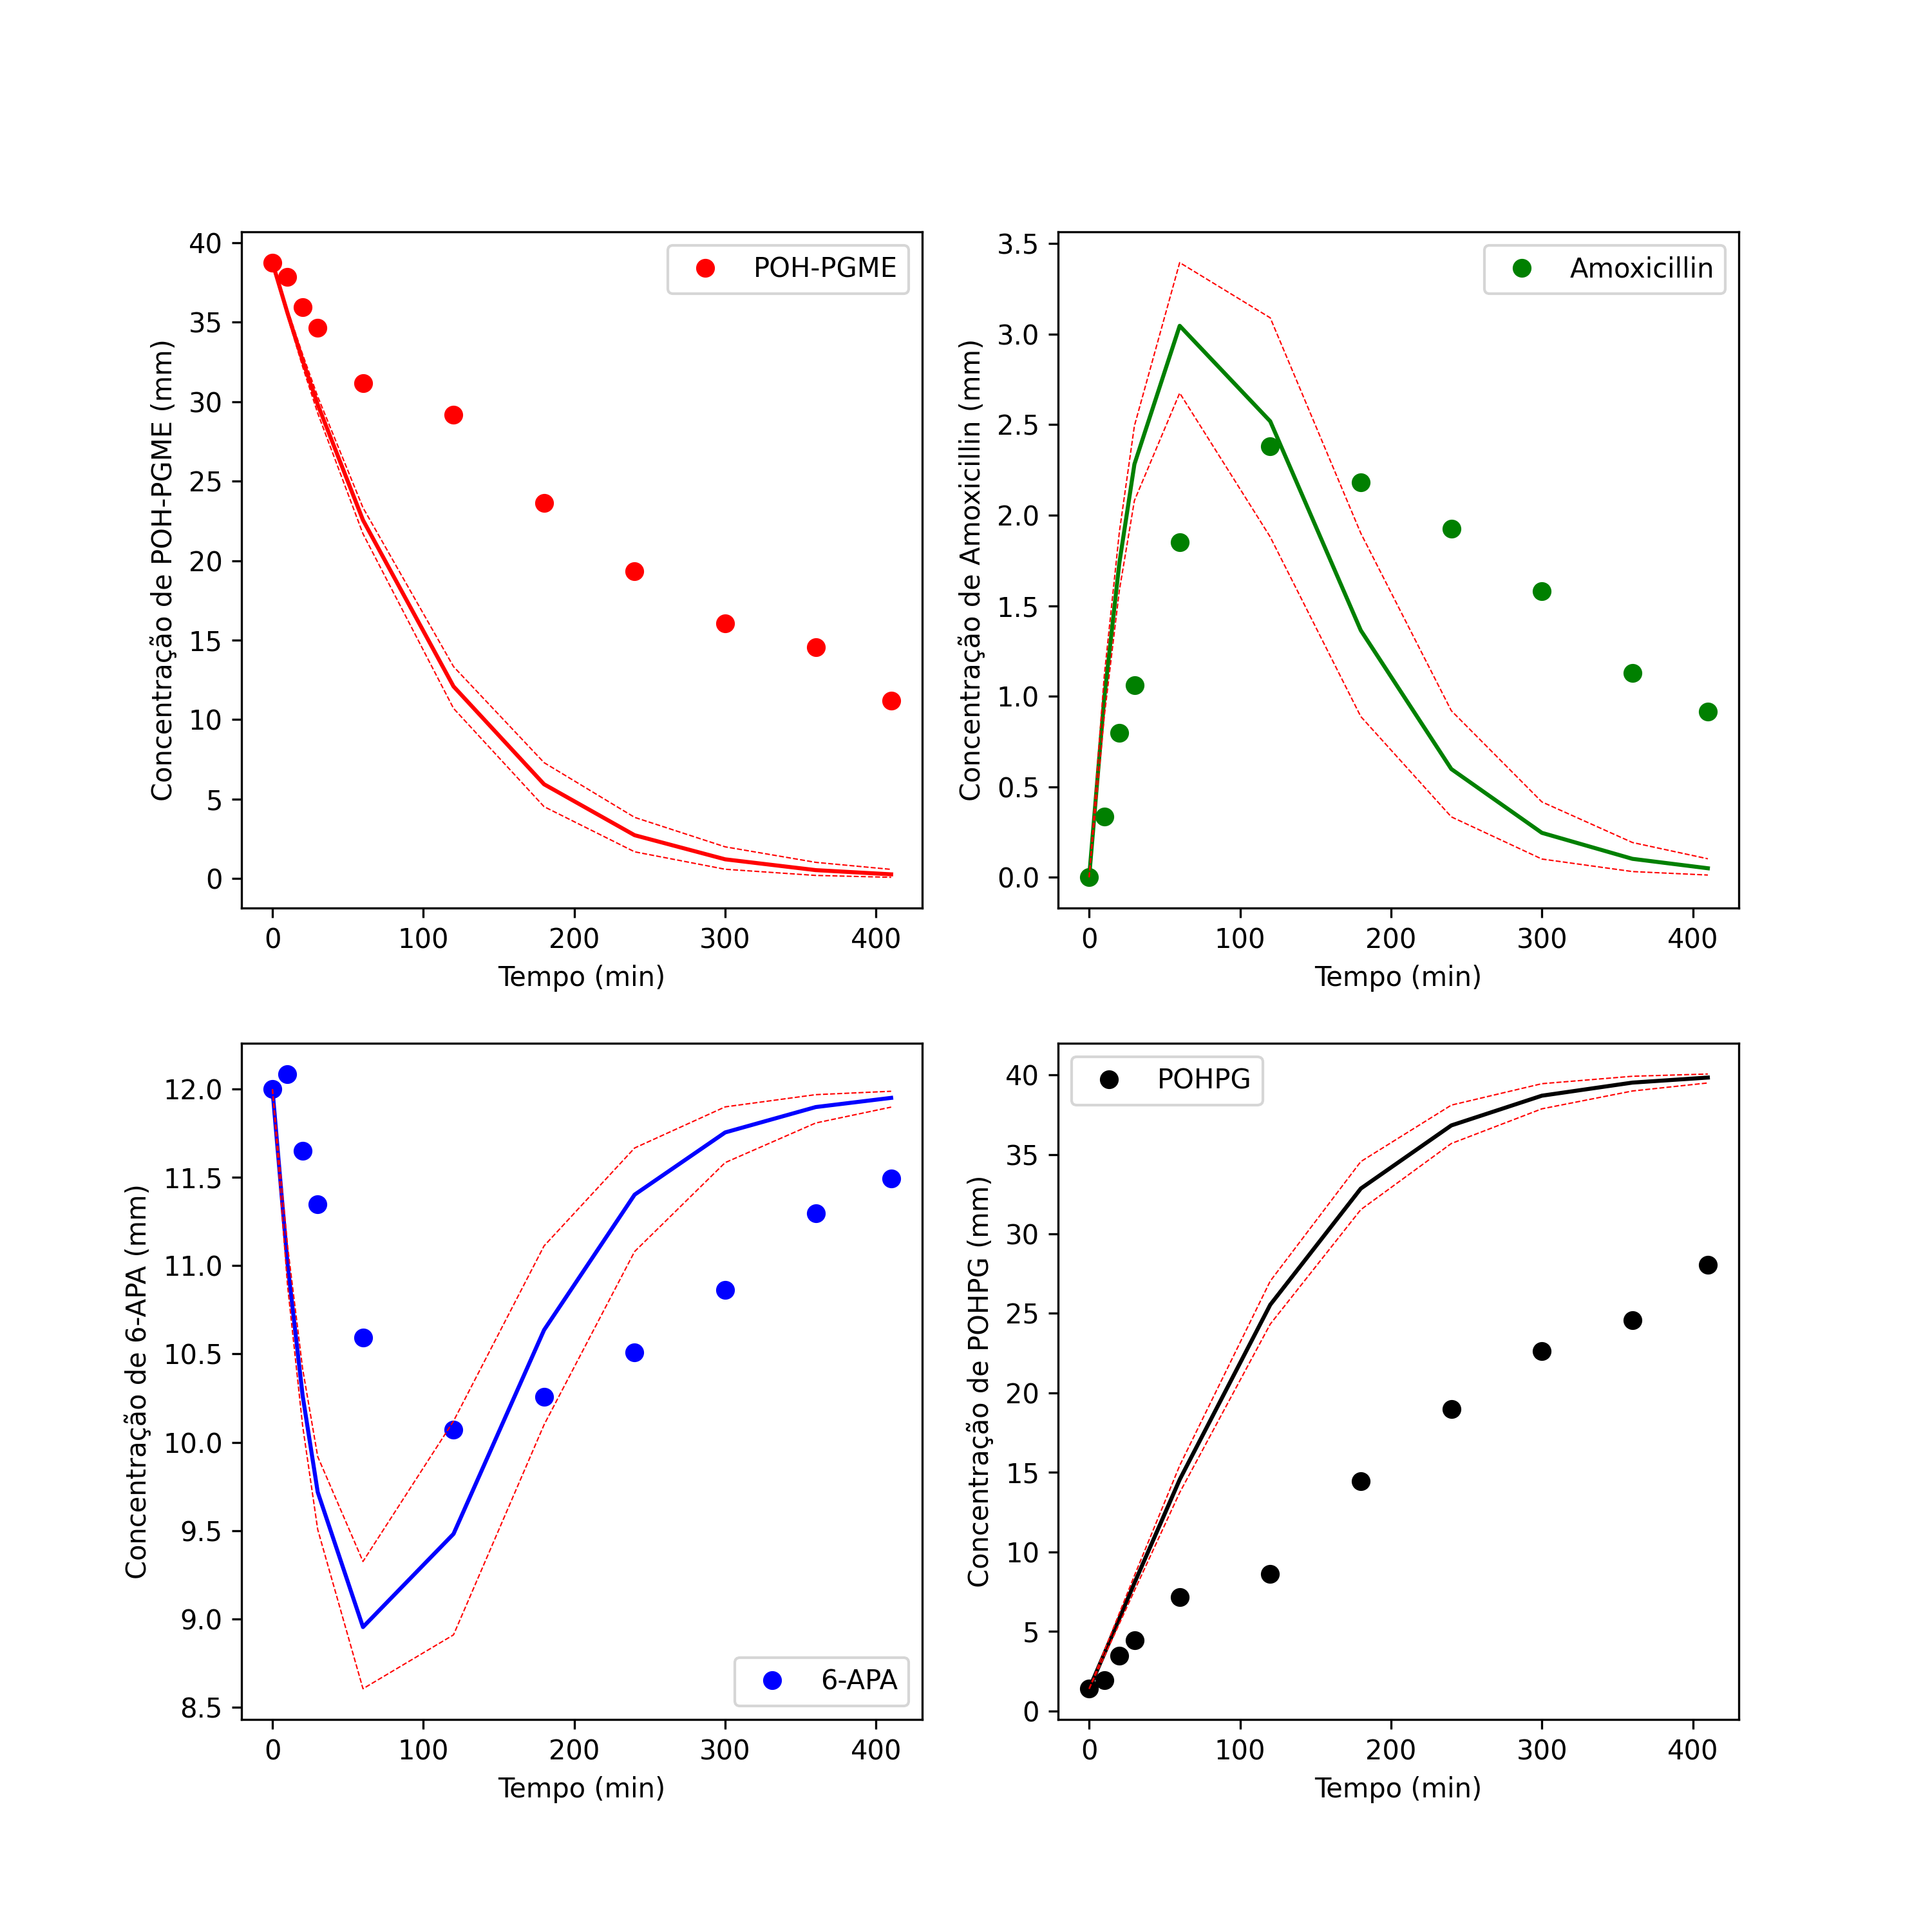 POH-PGME
Concentração de POH-PGME (mm)
40
35
30
25
20
15
10
5
0
0 100 200 300 400
Tempo (min)
Amoxicillin
Concentração de Amoxicillin (mm)
3.5
3.0
2.5
2.0
1.5
1.0
0.5
0.0
0 100 200 300 400
Tempo (min)
Concentração de 6-APA (mm)
12.0
11.5
11.0
10.5
10.0
9.5
9.0
8.5
6-APA
0 100 200 300 400
Tempo (min)
POHPG
Concentração de POHPG (mm)
40
35
30
25
20
15
10
5
0
0 100 200 300 400
Tempo (min)